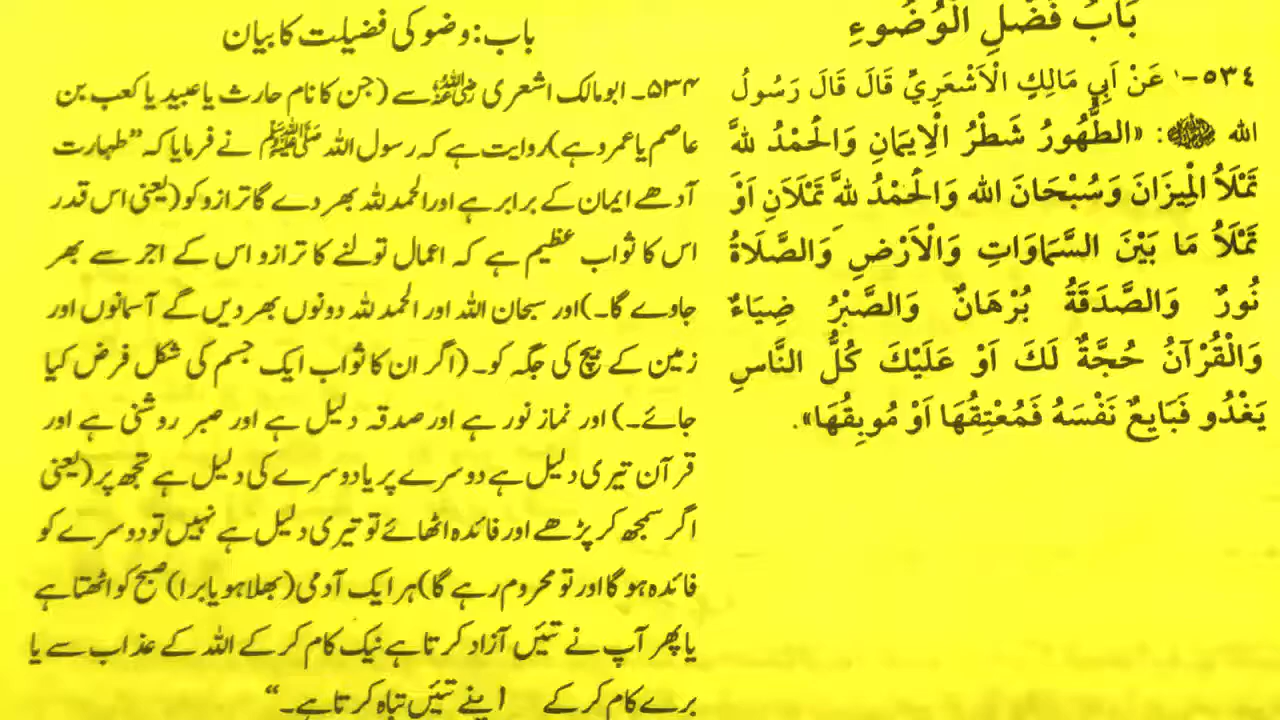 بَابُ فَضْلِ الْوُضُوءِ
٥٣٤-عَنْ اَبِي مَالِكِ الْاَشْعَرِيِّ قَالَ قَالَ رَسُولُ
الله ﷺ: «الطُّهُورُ شَطْرُ الْإِيمَانِ وَالْحَمْدُ للهَّ
تَمْلَاُ الْمِيزَانَ وَسُبْحَانَ الله وَالْحَمْدُ للهَّ تَمْلَاَنِ اَوْ
تَمْلَاُ مَا بَيْنَ السَّمَاوَاتِ وَالْاَرْضِ وَالصَّلَاةُ
نُورٌ وَالصَّدَقَةُ بُرْهَانٌ وَالصَّبْرُ ضِيَاءٌ
وَالْقُرْآنُ حُجَّةٌ لَكَ اَوْ عَلَيْكَ كُلُّ النَّاسِ
يَغْدُو فَبَايِعٌ نَفْسَهُ فَمُعْتِقُهَا اَوْ مُوبِقُهَا».
باب: وضو کی فضیلت کا بیان
۵۳۴۔ ابومالک اشعری رضی اللہ عنہ سے (جن کا نام حارث یا عبید یا کعب بن
عاصم یا عمرو ہے) روایت ہے کہ رسول اللہ ﷺ نے فرمایا کہ ”طہارت
آدھے ایمان کے برابر ہے اور الحمد للہ بھر دے گا ترازو کو (یعنی اس قدر
اس کا ثواب عظیم ہے کہ اعمال تولنے کا ترازو اس کے اجر سے بھر
جاوے گا۔) اور سبحان اللہ اور الحمد للہ دونوں بھر دیں گے آسمانوں اور
زمین کے بیچ کی جگہ کو۔ (اگر ان کا ثواب ایک جسم کی شکل فرض کیا
جائے۔) اور نماز نور ہے اور صدقہ دلیل ہے اور صبر روشنی ہے اور
قرآن تیری دلیل ہے دوسرے پر یا دوسرے کی دلیل ہے تجھ پر (یعنی
اگر سمجھ کر پڑھے اور فائدہ اٹھائے تو تیری دلیل ہے نہیں تو دوسرے کو
فائدہ ہو گا اور تو محروم رہے گا) ہر ایک آدمی (بھلا ہو یا برا) صبح کو اٹھتا ہے
یا پھر آپ نے تئیں آزاد کرتا ہے نیک کام کر کے اللہ کے عذاب سے یا
برے کام کر کے اپنے تئیں تباہ کرتا ہے۔“